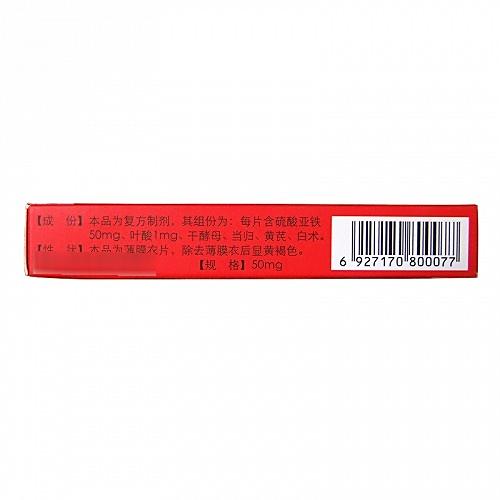 【成 份】本品为复方制剂，其组份为：每片含硫酸亚铁
50mg、叶酸1mg、干酵母、当归、黄芪、白术。
【性 状】本品为薄膜衣片，除去薄膜衣后显黄褐色。
【规 格】50mg
6 927170 800077